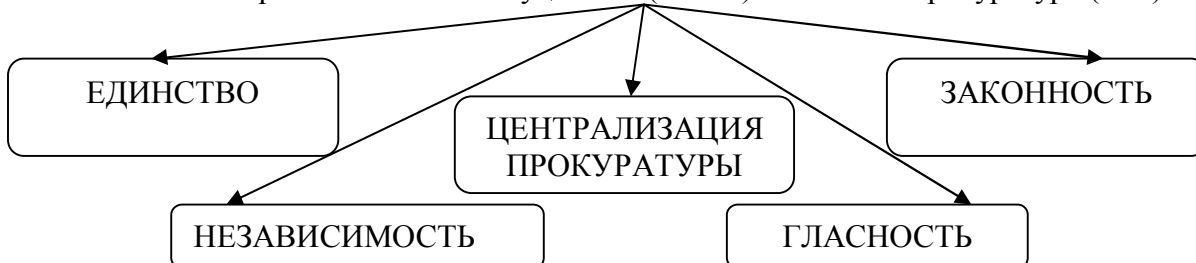 ЕДИНСТВО
ЗАКОННОСТЬ
ЦЕНТРАЛИЗАЦИЯ
ПРОКУРАТУРЫ
НЕЗАВИСИМОСТЬ
ГЛАСНОСТЬ